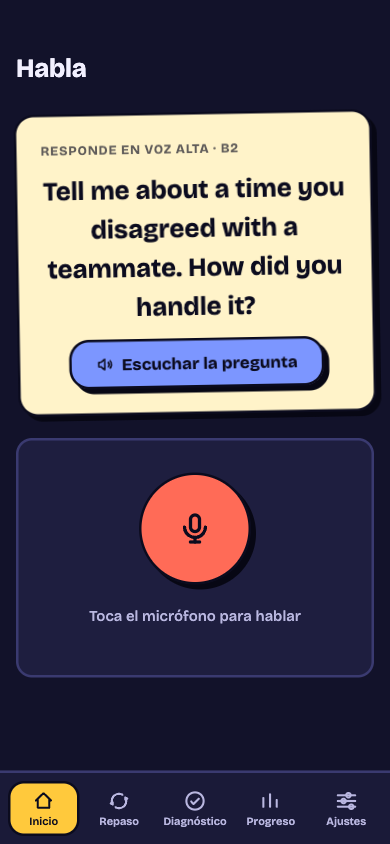 Habla
RESPONDE EN VOZ ALTA · B2
Tell me about a time you
disagreed with a
teammate. How did you
handle it?
Escuchar la pregunta
Toca el micrófono para hablar
Inicio
Repaso
Diagnóstico
Progreso
Ajustes